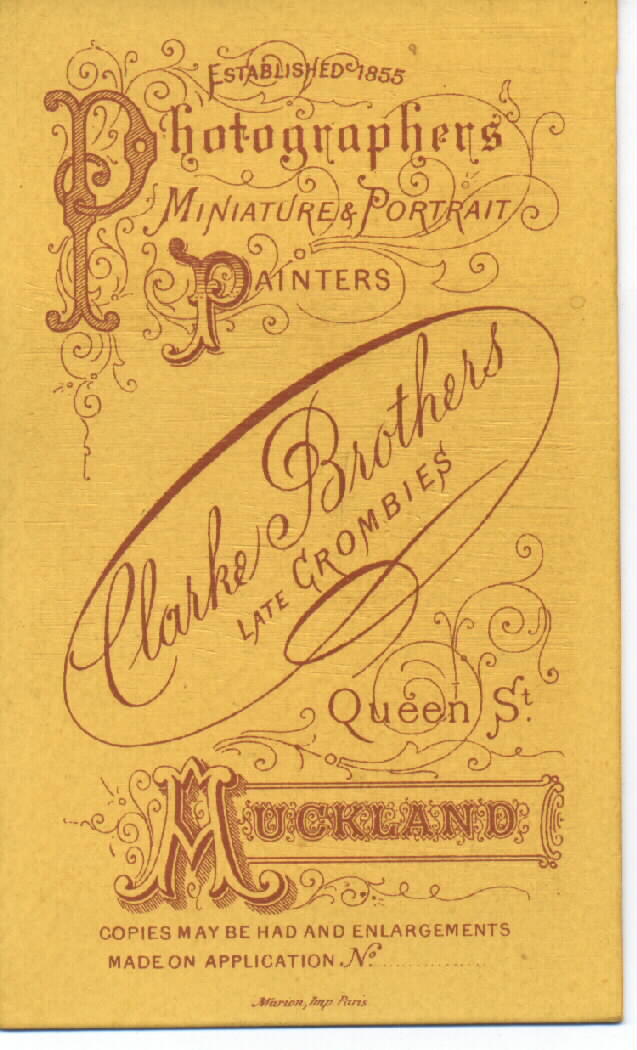 ESTABLISHED 1855
Photographers
MINIATURE & PORTRAIT
PAINTERS
Clarke Brothers
LATE CROMBIES
Queen St.
AUCKLAND
COPIES MAY BE HAD AND ENLARGEMENTS
MADE ON APPLICATION No.
Marion, Imp Paris